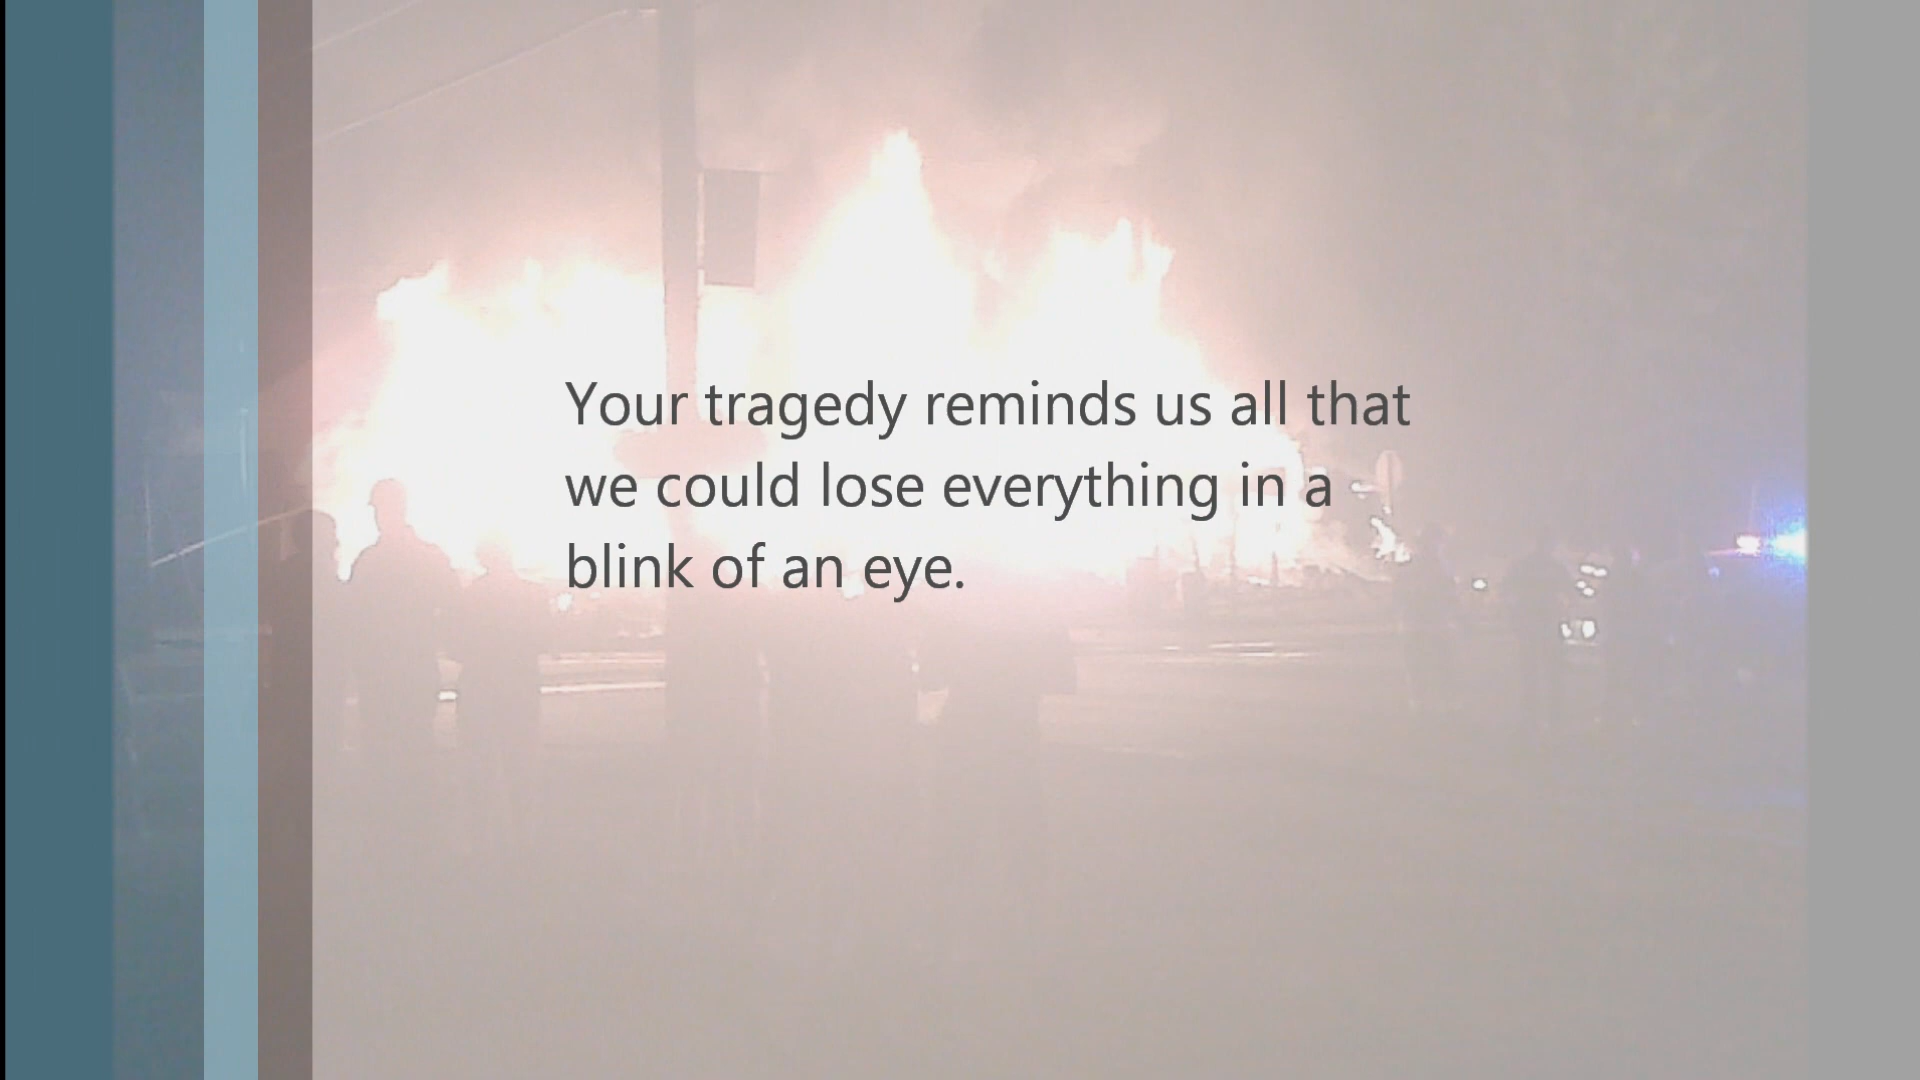 Your tragedy reminds us all that
we could lose everything in a
blink of an eye.